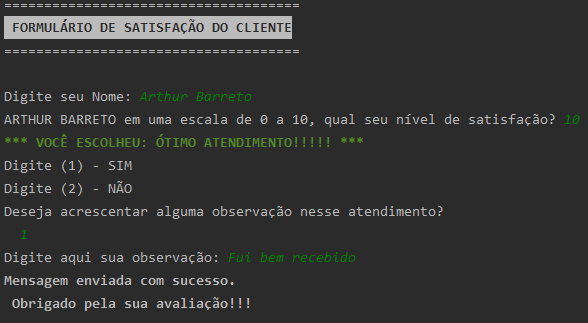 =====================================
FORMULÁRIO DE SATISFAÇÃO DO CLIENTE
=====================================
Digite seu Nome: Arthur Barreto
ARTHUR BARRETO em uma escala de 0 a 10, qual seu nível de satisfação? 10
*** VOCÊ ESCOLHEU: ÓTIMO ATENDIMENTO!!!!! ***
Digite (1) - SIM
Digite (2) - NÃO
Deseja acrescentar alguma observação nesse atendimento?
1
Digite aqui sua observação: Fui bem recebido
Mensagem enviada com sucesso.
Obrigado pela sua avaliação!!!